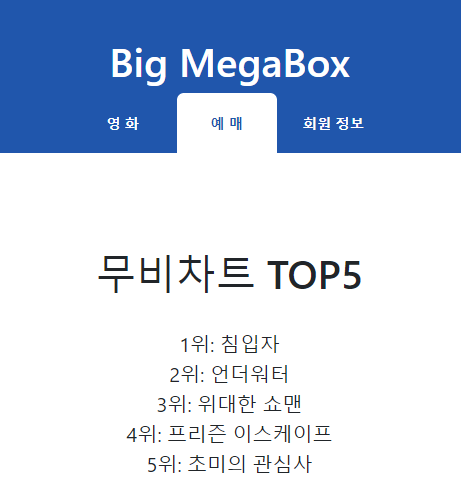 Big MegaBox
영 화 예 매 회원 정보
무비차트 TOP5
1위: 침입자
2위: 언더워터
3위: 위대한 쇼맨
4위: 프리즌 이스케이프
5위: 초미의 관심사